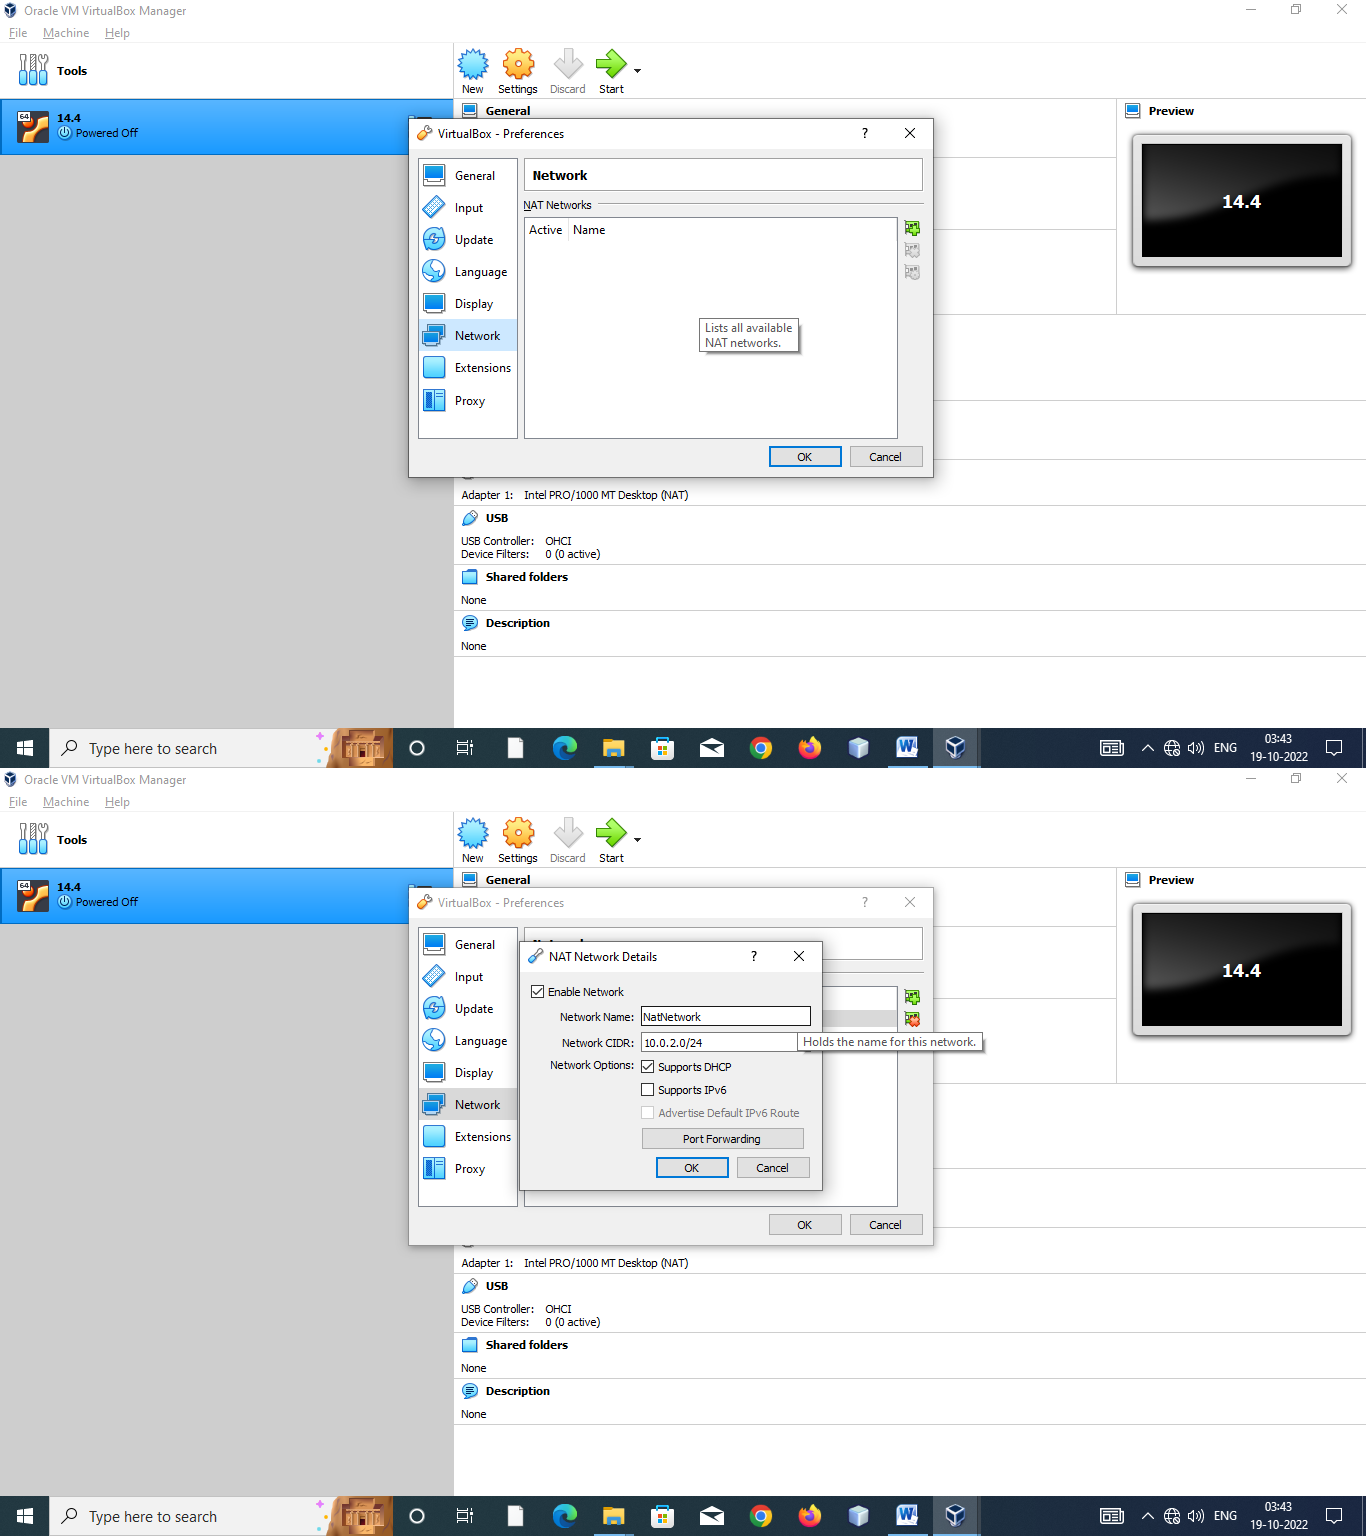 Oracle VM VirtualBox Manager
File Machine Help
Tools
New Settings Discard Start
64 14.4
Powered Off
General
Preview
14.4
VirtualBox - Preferences ?
General
Input
Update
Language
Display
Network
Extensions
Proxy
Network
NAT Networks
Active Name
Lists all available
NAT networks.
OK Cancel
Adapter 1: Intel PRO/1000 MT Desktop (NAT)
USB
USB Controller: OHCI
Device Filters: 0 (0 active)
Shared folders
None
Description
None
Type here to search
ENG
03:43
19-10-2022
Oracle VM VirtualBox Manager
File Machine Help
Tools
New Settings Discard Start
64 14.4
Powered Off
General
Preview
14.4
VirtualBox - Preferences ?
General
Input
Update
Language
Display
Network
Extensions
Proxy
NAT Network Details ?
Enable Network
Network Name: NatNetwork
Network CIDR: 10.0.2.0/24
Holds the name for this network.
Network Options: Supports DHCP
Supports IPv6
Advertise Default IPv6 Route
Port Forwarding
OK Cancel
OK Cancel
Adapter 1: Intel PRO/1000 MT Desktop (NAT)
USB
USB Controller: OHCI
Device Filters: 0 (0 active)
Shared folders
None
Description
None
Type here to search
ENG
03:43
19-10-2022